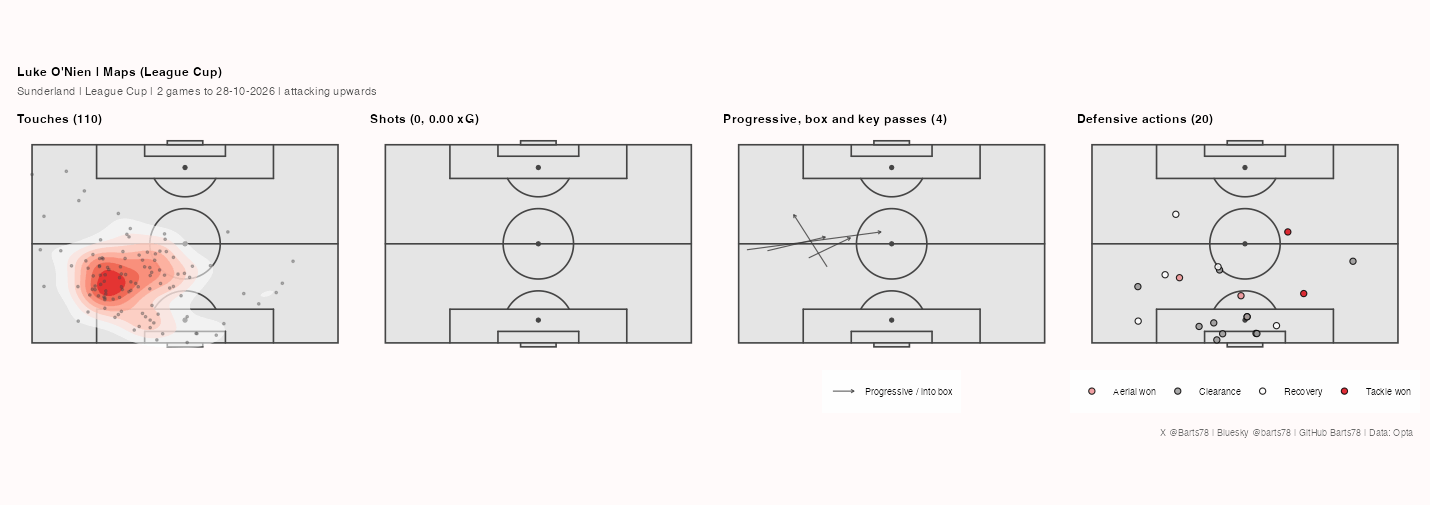 Luke O'Nien | Maps (League Cup)
Sunderland | League Cup | 2 games to 28-10-2026 | attacking upwards
Touches (110)
Shots (0, 0.00 xG)
Progressive, box and key passes (4)
Defensive actions (20)
Progressive / into box
Aerial won
Clearance
Recovery
Tackle won
X @Barts78 | Bluesky @barts78 | GitHub Barts78 | Data: Opta